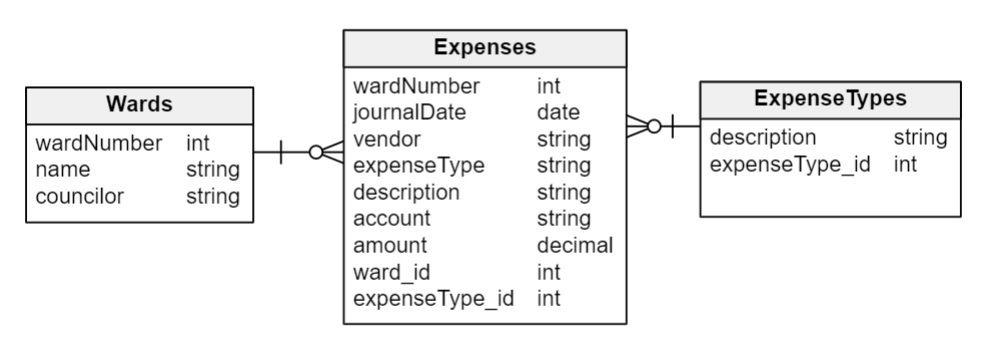 Wards
wardNumber int
name string
councilor string
Expenses
wardNumber int
journalDate date
vendor string
expenseType string
description string
account string
amount decimal
ward_id int
expenseType_id int
ExpenseTypes
description string
expenseType_id int